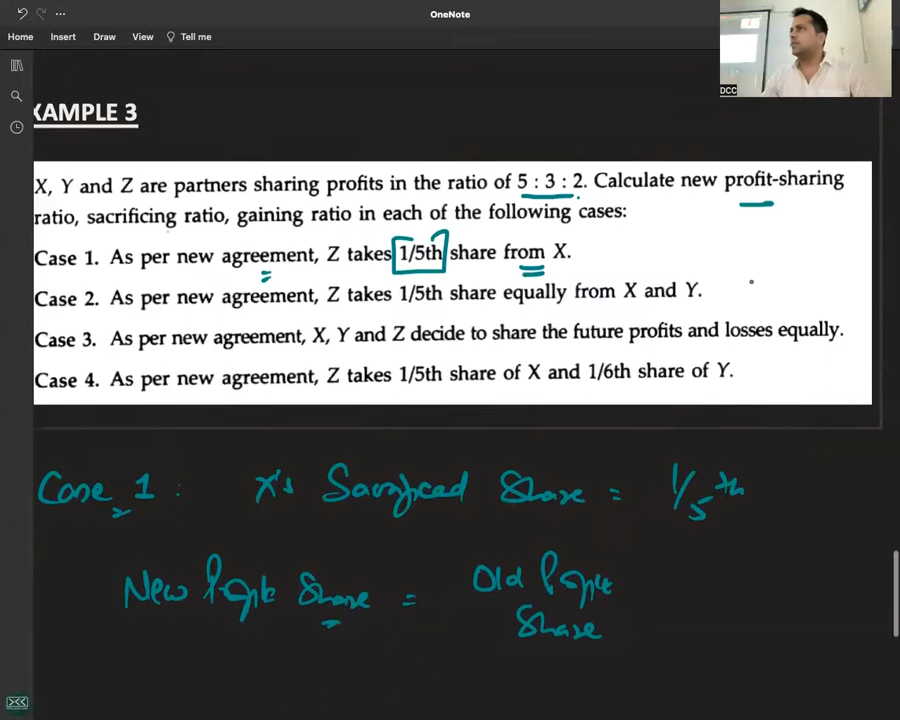 OneNote
Home Insert Draw View Tell me
DCC
XAMPLE 3
X, Y and Z are partners sharing profits in the ratio of 5 : 3 : 2. Calculate new profit-sharing
ratio, sacrificing ratio, gaining ratio in each of the following cases:
Case 1. As per new agreement, Z takes 1/5th share from X.
Case 2. As per new agreement, Z takes 1/5th share equally from X and Y.
Case 3. As per new agreement, X, Y and Z decide to share the future profits and losses equally.
Case 4. As per new agreement, Z takes 1/5th share of X and 1/6th share of Y.
Case 1 : X's Sacrificed Share = 1/5 th
New Profit Share = Old Profit
Share